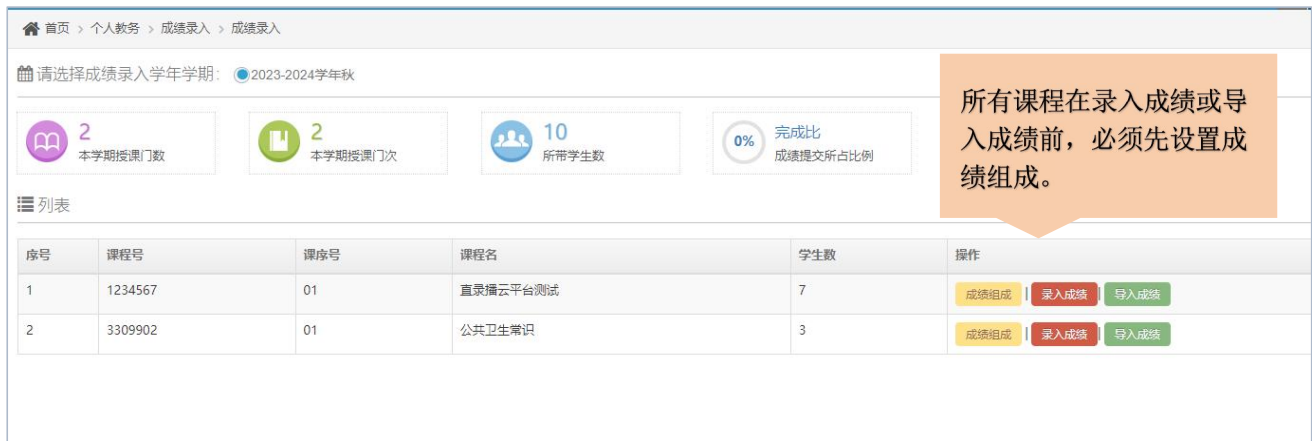 首页 > 个人教务 > 成绩录入 > 成绩录入
请选择成绩录入学年学期: 2023-2024学年秋
所有课程在录入成绩或导
入成绩前，必须先设置成
绩组成。
2
本学期授课门数
2
本学期授课门次
10
所带学生数
0%
完成比
成绩提交所占比例
列表
序号 课程号 课序号 课程名 学生数 操作
1 1234567 01 直录播云平台测试 7 成绩组成 | 录入成绩 | 导入成绩
2 3309902 01 公共卫生常识 3 成绩组成 | 录入成绩 | 导入成绩